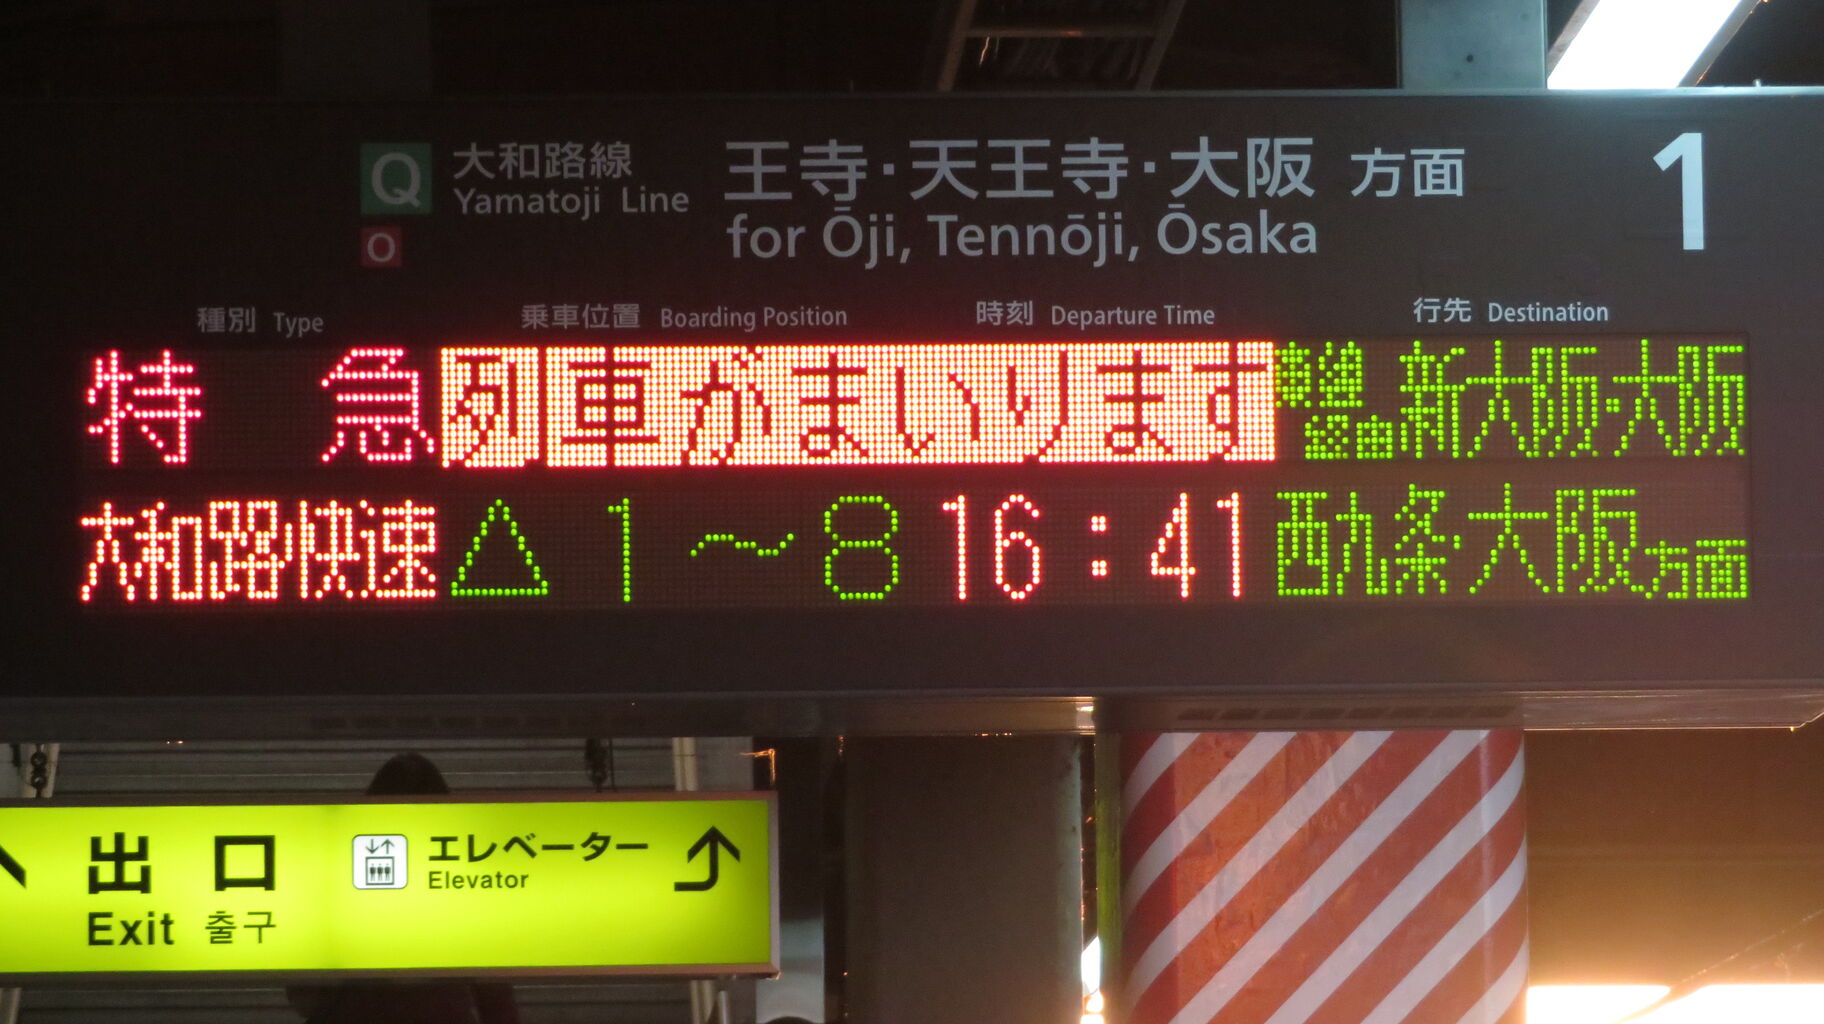 Q 大和路線 王寺・天王寺・大阪 方面 1
O Yamatoji Line for Ōji, Tennōji, Ōsaka
種別 Type 乗車位置 Boarding Position 時刻 Departure Time 行先 Destination
特 急 列車がまいります 東線経由 新大阪・大阪
大和路快速 △1~8 16:41 西九条・大阪方面
出口 エレベーター
Exit 출구 Elevator